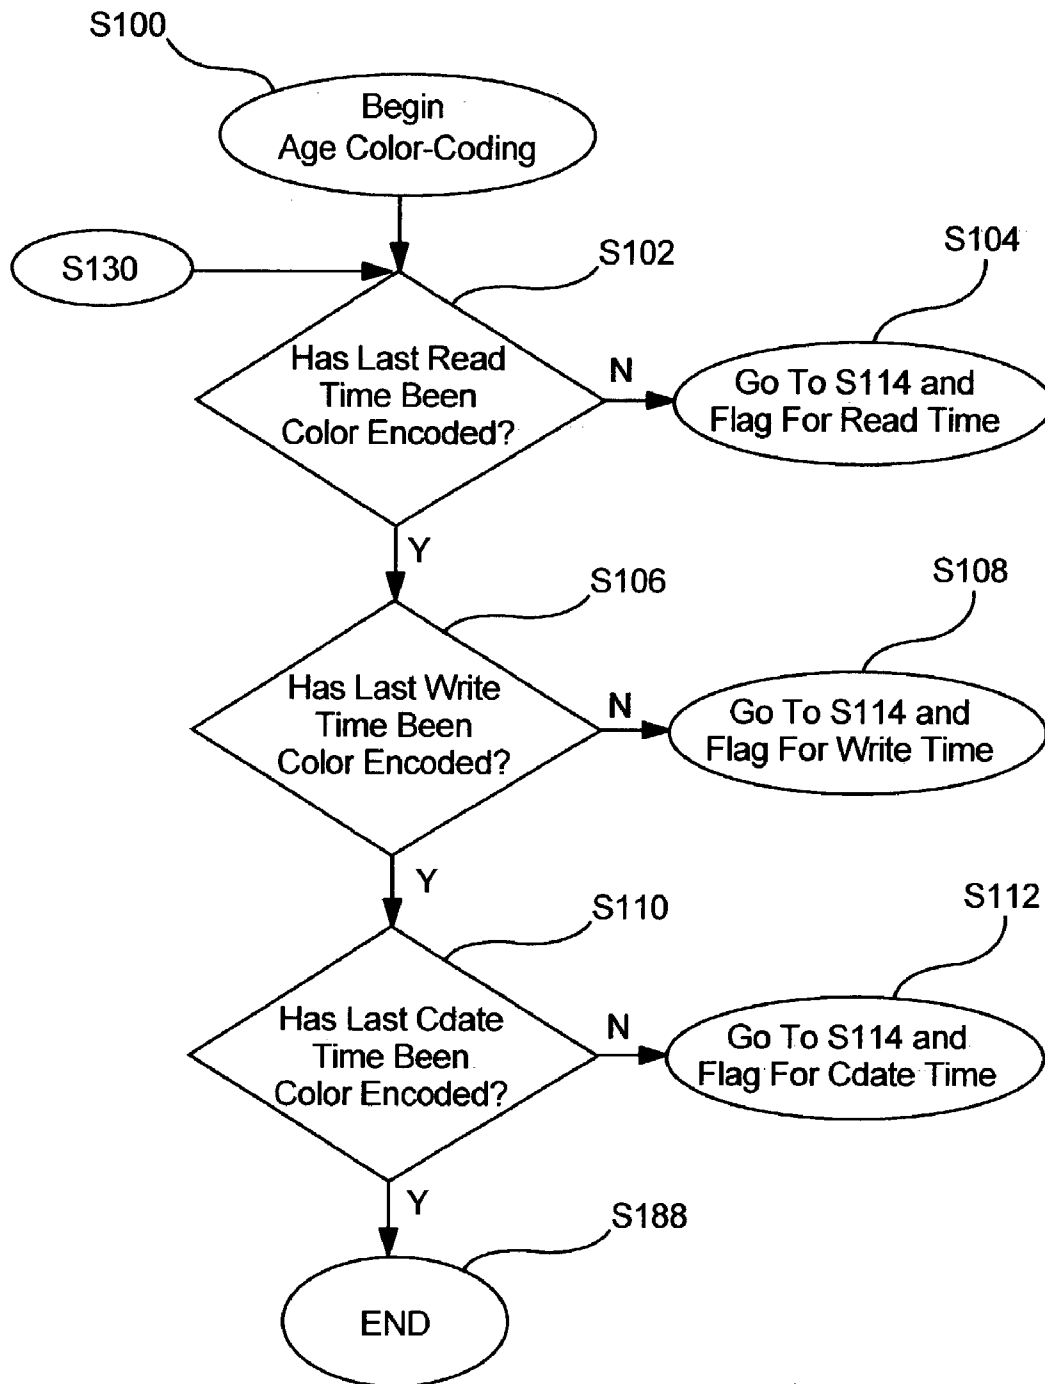 S100
Begin
Age Color-Coding
S130
S102
S104
Has Last Read
Time Been
Color Encoded?
N
Go To S114 and
Flag For Read Time
Y
S106
S108
Has Last Write
Time Been
Color Encoded?
N
Go To S114 and
Flag For Write Time
Y
S110
S112
Has Last Cdate
Time Been
Color Encoded?
N
Go To S114 and
Flag For Cdate Time
Y
S188
END